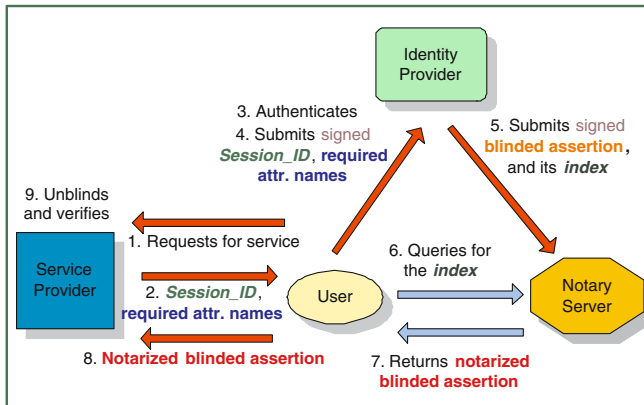 Identity
Provider
3. Authenticates
4. Submits signed
Session_ID, required
attr. names
5. Submits signed
blinded assertion,
and its index
9. Unblinds
and verifies
1. Requests for service
Service
Provider
2. Session_ID,
required attr. names
User
6. Queries for
the index
Notary
Server
8. Notarized blinded assertion
7. Returns notarized
blinded assertion